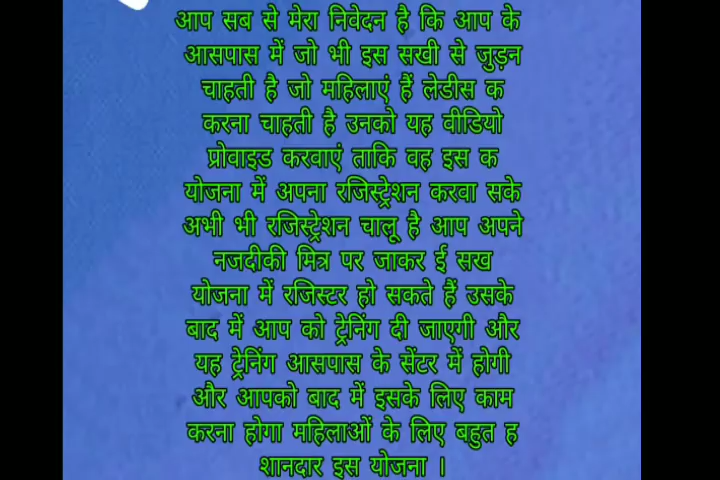 आप सब से मेरा निवेदन है कि आप के
आसपास में जो भी इस सखी से जुड़न
चाहती है जो महिलाएं हैं लेडीस क
करना चाहती है उनको यह वीडियो
प्रोवाइड करवाएं ताकि वह इस क
योजना में अपना रजिस्ट्रेशन करवा सके
अभी भी रजिस्ट्रेशन चालू है आप अपने
नजदीकी मित्र पर जाकर ई सख
योजना में रजिस्टर हो सकते हैं उसके
बाद में आप को ट्रेनिंग दी जाएगी और
यह ट्रेनिंग आसपास के सेंटर में होगी
और आपको बाद में इसके लिए काम
करना होगा महिलाओं के लिए बहुत ह
शानदार इस योजना ।